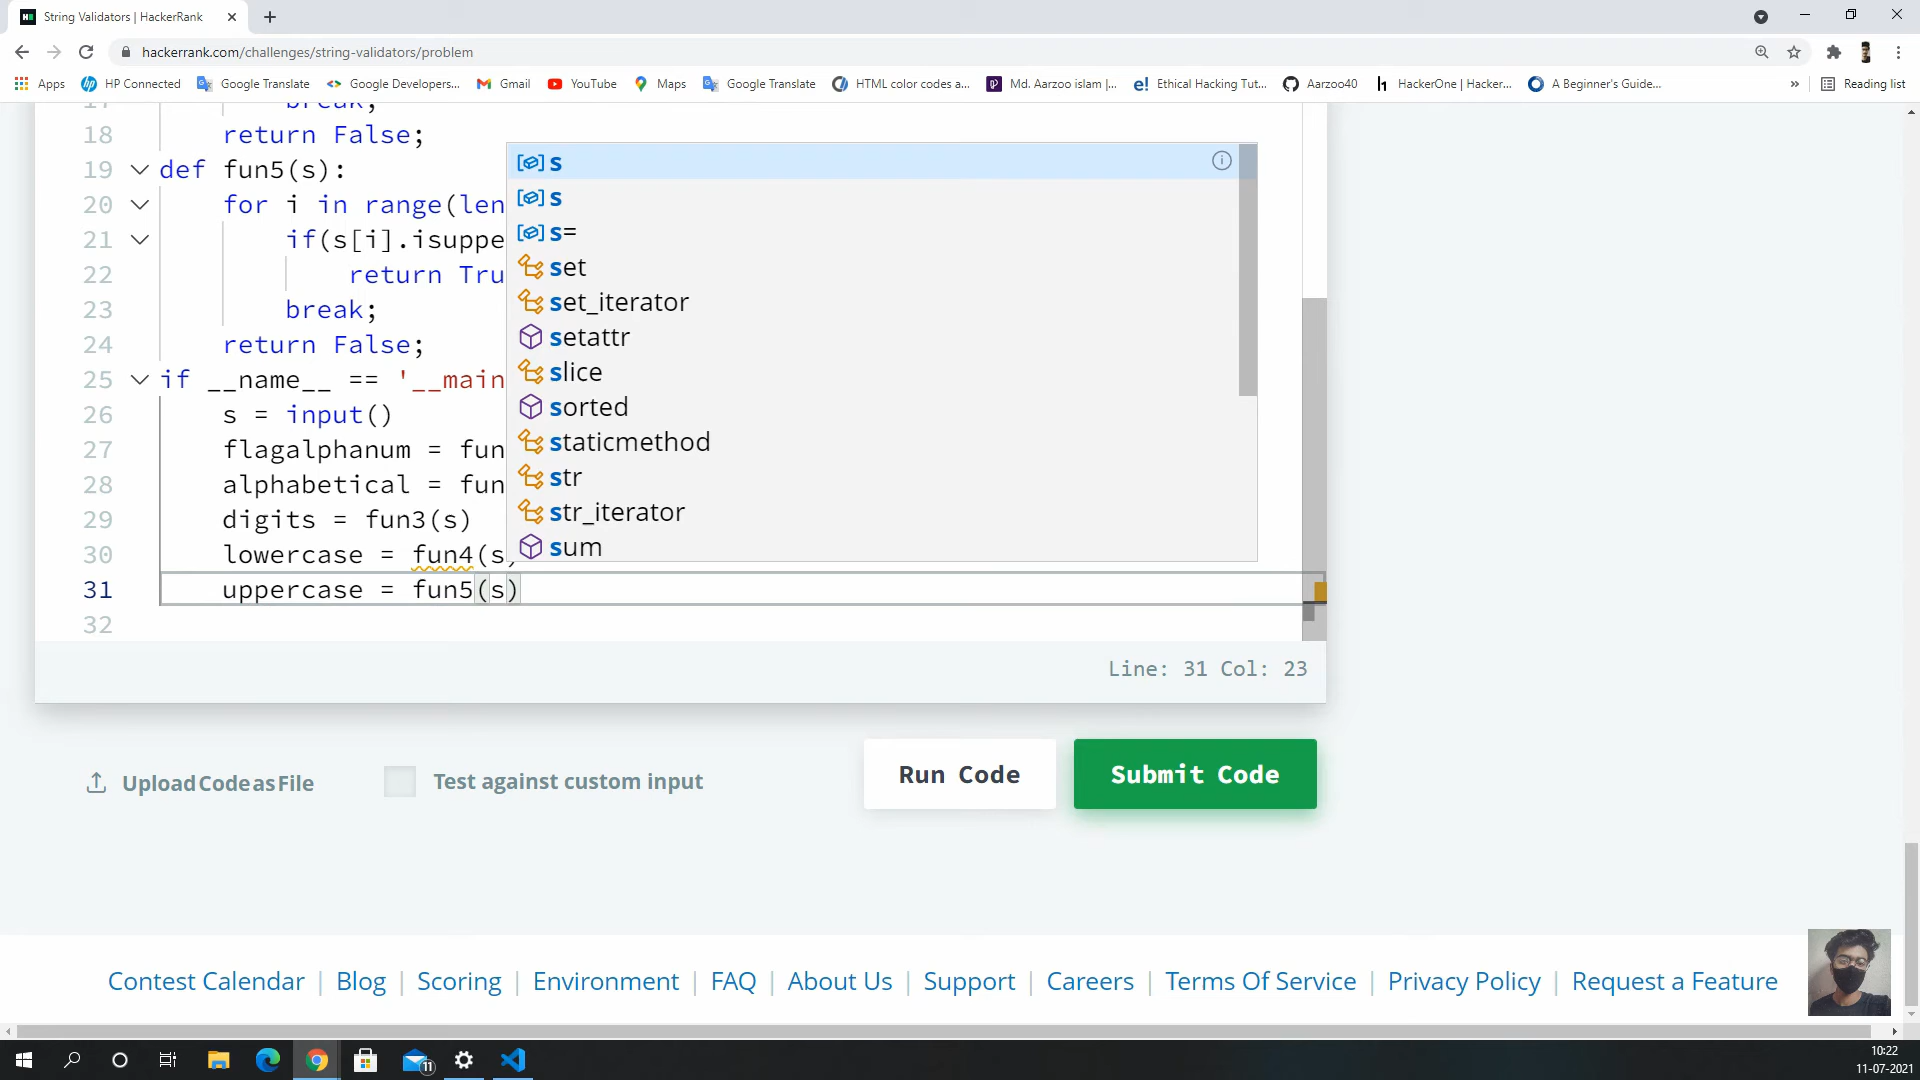 String Validators | HackerRank
hackerrank.com/challenges/string-validators/problem
Apps HP Connected Google Translate Google Developers... Gmail YouTube Maps Google Translate HTML color codes a... Md. Aarzoo islam |... Ethical Hacking Tut... Aarzoo40 HackerOne | Hacker... A Beginner's Guide... » Reading list
17 break;
18 return False;
19 def fun5(s):
20 for i in range(len
21 if(s[i].isuppe
22 return Tru
23 break;
24 return False;
25 if __name__ == '__main
26 s = input()
27 flagalphanum = fun
28 alphabetical = fun
29 digits = fun3(s)
30 lowercase = fun4(s)
31 uppercase = fun5(s)
32
s
s
s=
set
set_iterator
setattr
slice
sorted
staticmethod
str
str_iterator
sum
Line: 31 Col: 23
Upload Code as File Test against custom input Run Code Submit Code
Contest Calendar | Blog | Scoring | Environment | FAQ | About Us | Support | Careers | Terms Of Service | Privacy Policy | Request a Feature
11
10:22
11-07-2021